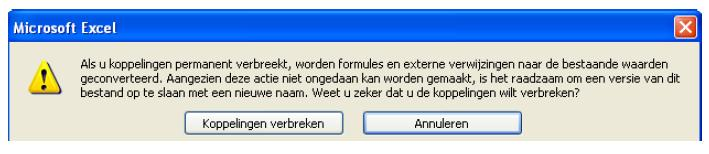 Microsoft Excel
Als u koppelingen permanent verbreekt, worden formules en externe verwijzingen naar de bestaande waarden
geconverteerd. Aangezien deze actie niet ongedaan kan worden gemaakt, is het raadzaam om een versie van dit
bestand op te slaan met een nieuwe naam. Weet u zeker dat u de koppelingen wilt verbreken?
Koppelingen verbreken Annuleren